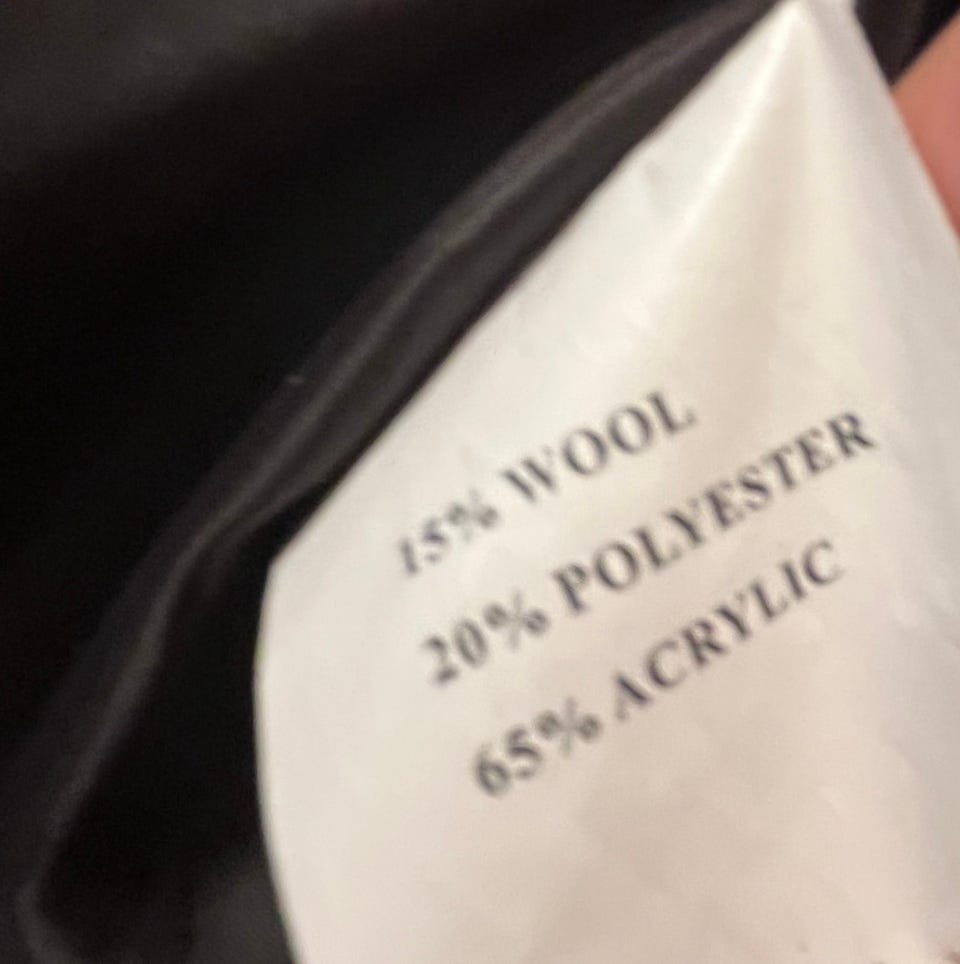 15% WOOL
20% POLYESTER
65% ACRYLIC